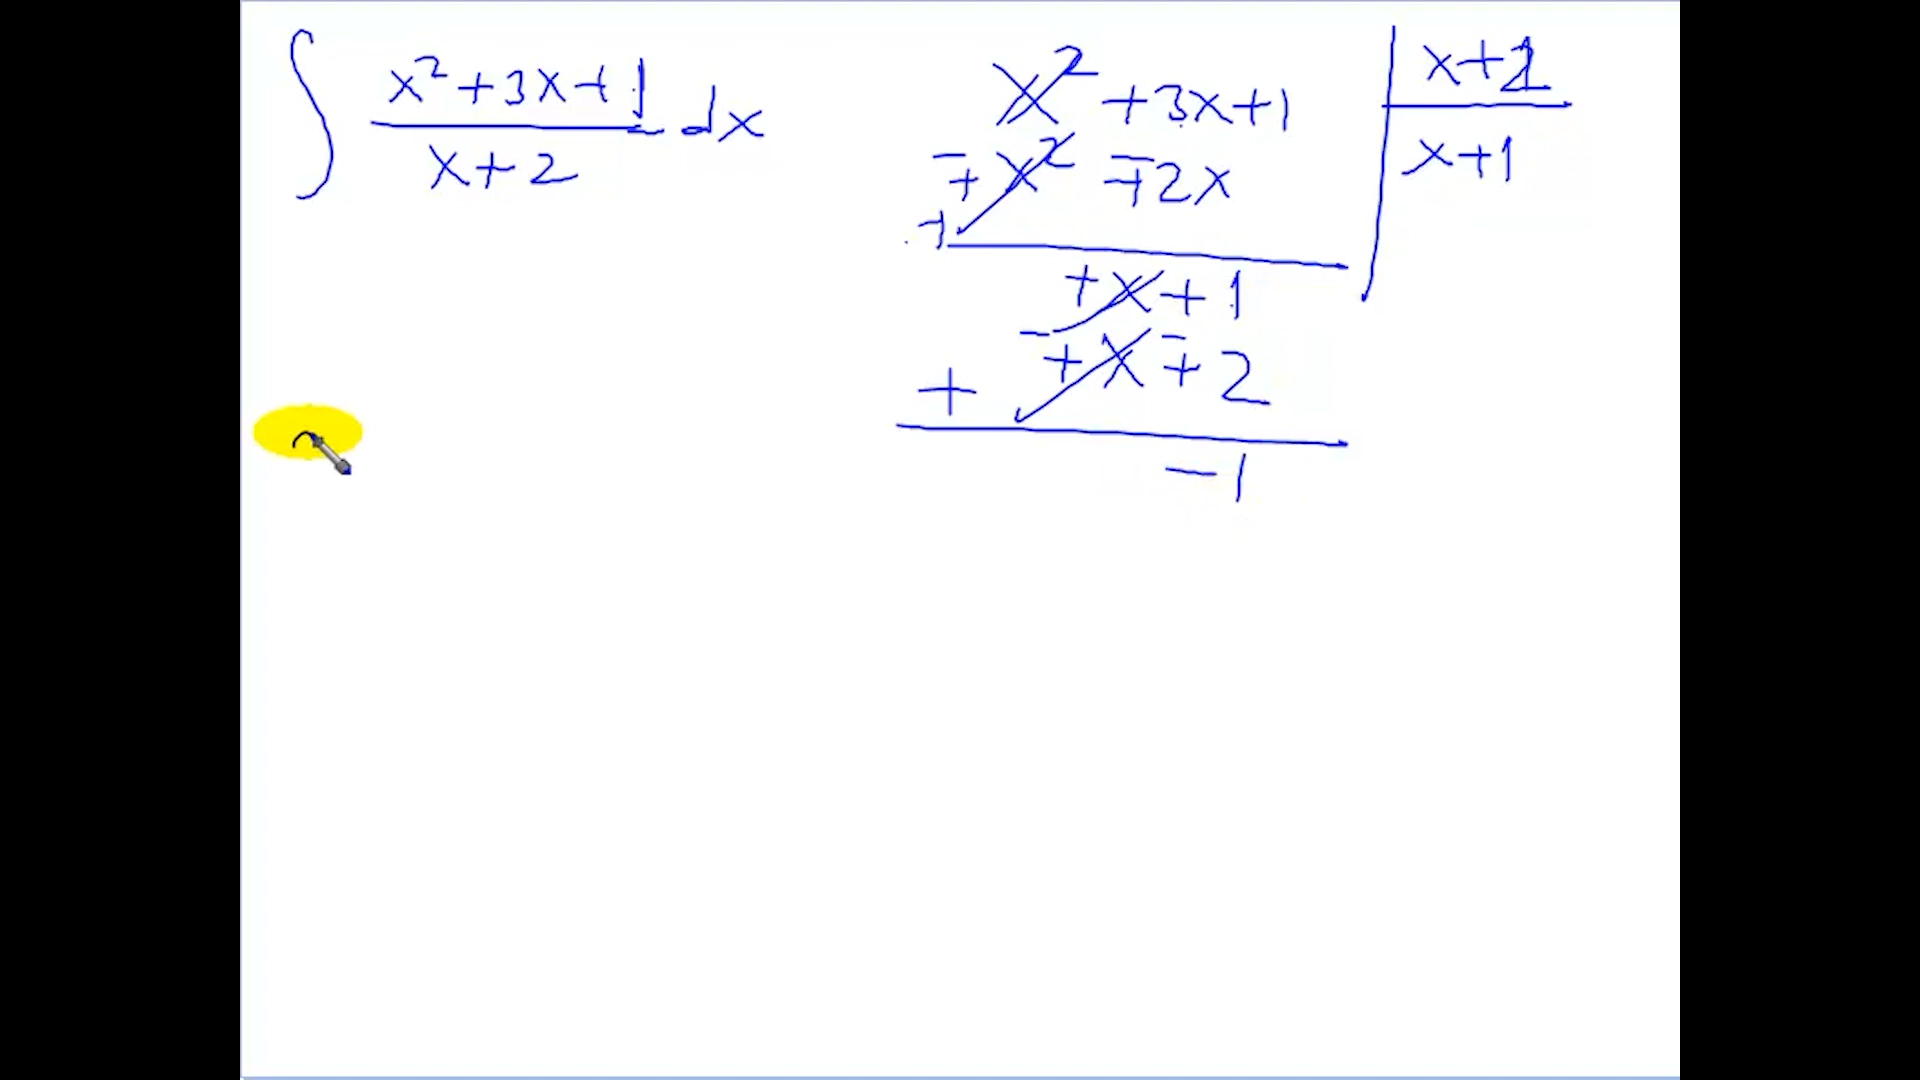 ∫ (x² + 3x + 1)/(x + 2) dx
x² + 3x + 1 | x + 2
∓ x² ∓ 2x | x + 1
+ x + 1
∓ x ∓ 2
+
− 1